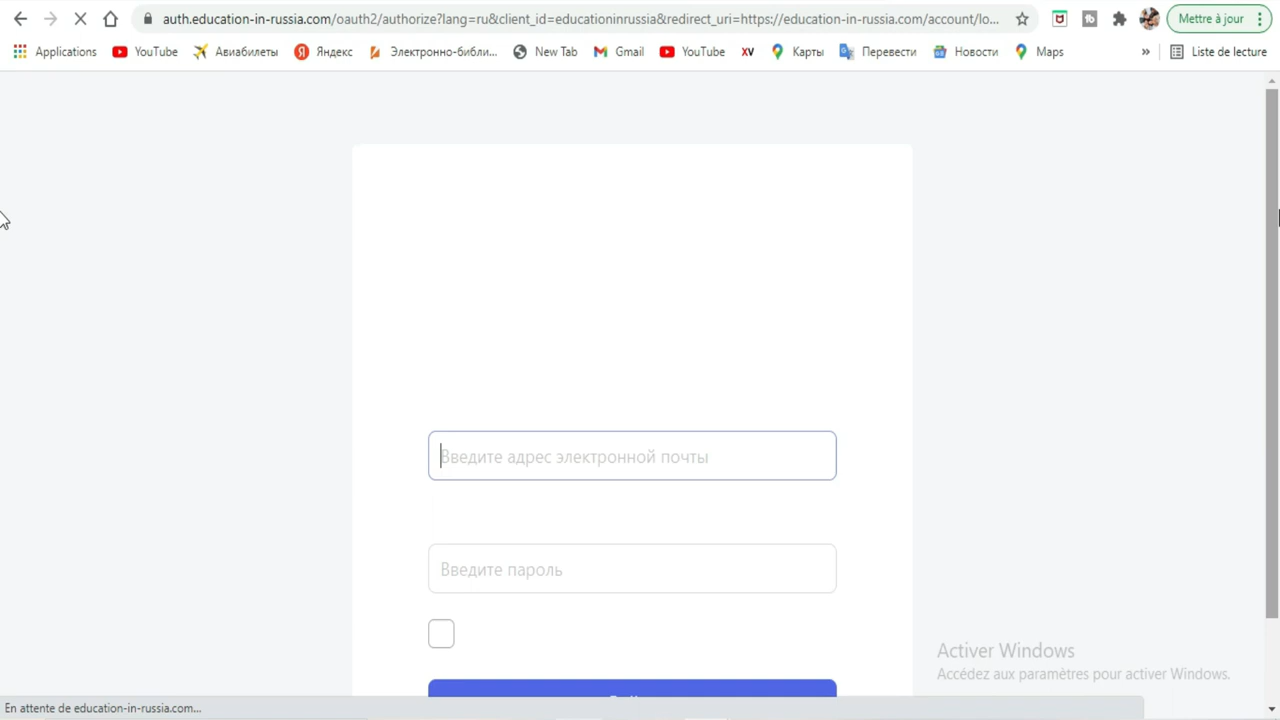 auth.education-in-russia.com/oauth2/authorize?lang=ru&client_id=educationinrussia&redirect_uri=https://education-in-russia.com/account/lo...
Mettre à jour
Applications YouTube Авиабилеты Яндекс Электронно-библи... New Tab Gmail YouTube XV Карты Перевести Новости Maps » Liste de lecture
Введите адрес электронной почты
Введите пароль
Activer Windows
Accédez aux paramètres pour activer Windows.
En attente de education-in-russia.com...